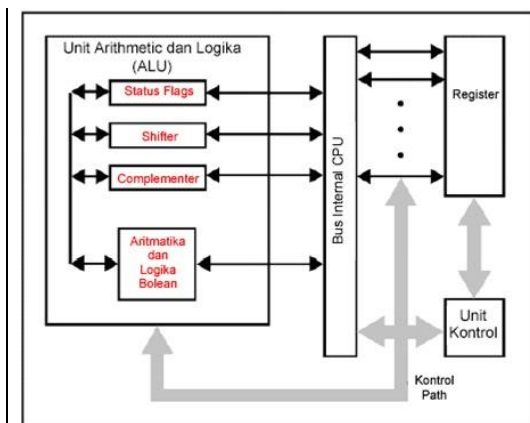 Unit Arithmetic dan Logika
(ALU)
Status Flags
Shifter
Complementer
Aritmatika
dan
Logika
Bolean
Bus Internal CPU
Register
Unit
Kontrol
Kontrol
Path